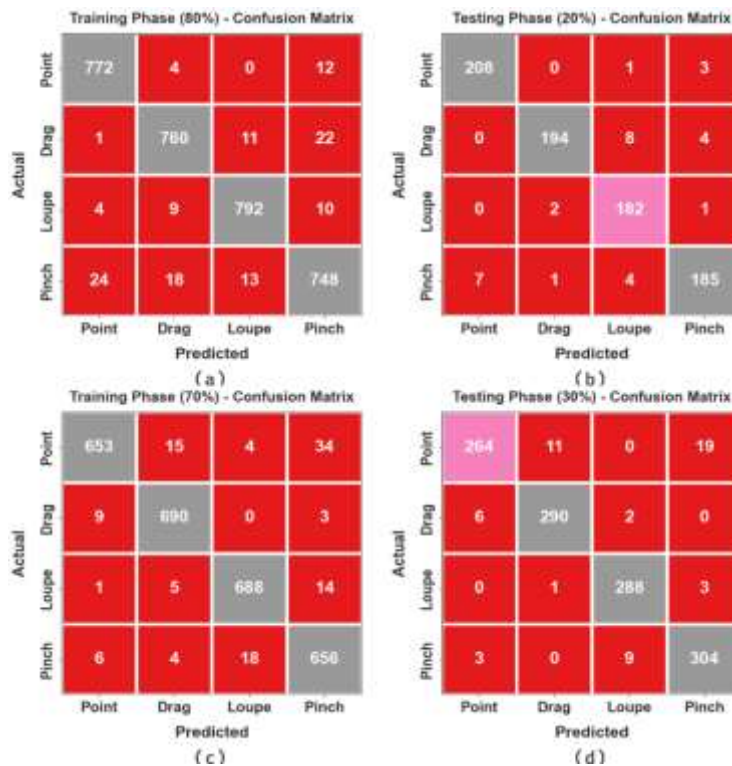 Training Phase (80%) - Confusion Matrix
Point 772 4 0 12
Drag 1 760 11 22
Actual
Loupe 4 9 792 10
Pinch 24 18 13 748
Point Drag Loupe Pinch
Predicted
(a)
Testing Phase (20%) - Confusion Matrix
Point 208 0 1 3
Drag 0 194 8 4
Actual
Loupe 0 2 182 1
Pinch 7 1 4 185
Point Drag Loupe Pinch
Predicted
(b)
Training Phase (70%) - Confusion Matrix
Point 653 15 4 34
Drag 9 690 0 3
Actual
Loupe 1 5 688 14
Pinch 6 4 18 656
Point Drag Loupe Pinch
Predicted
(c)
Testing Phase (30%) - Confusion Matrix
Point 264 11 0 19
Drag 6 290 2 0
Actual
Loupe 0 1 288 3
Pinch 3 0 9 304
Point Drag Loupe Pinch
Predicted
(d)